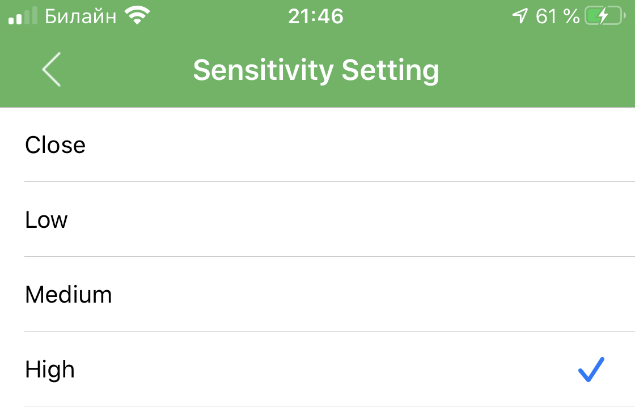 Билайн 21:46 61 %
Sensitivity Setting
Close
Low
Medium
High